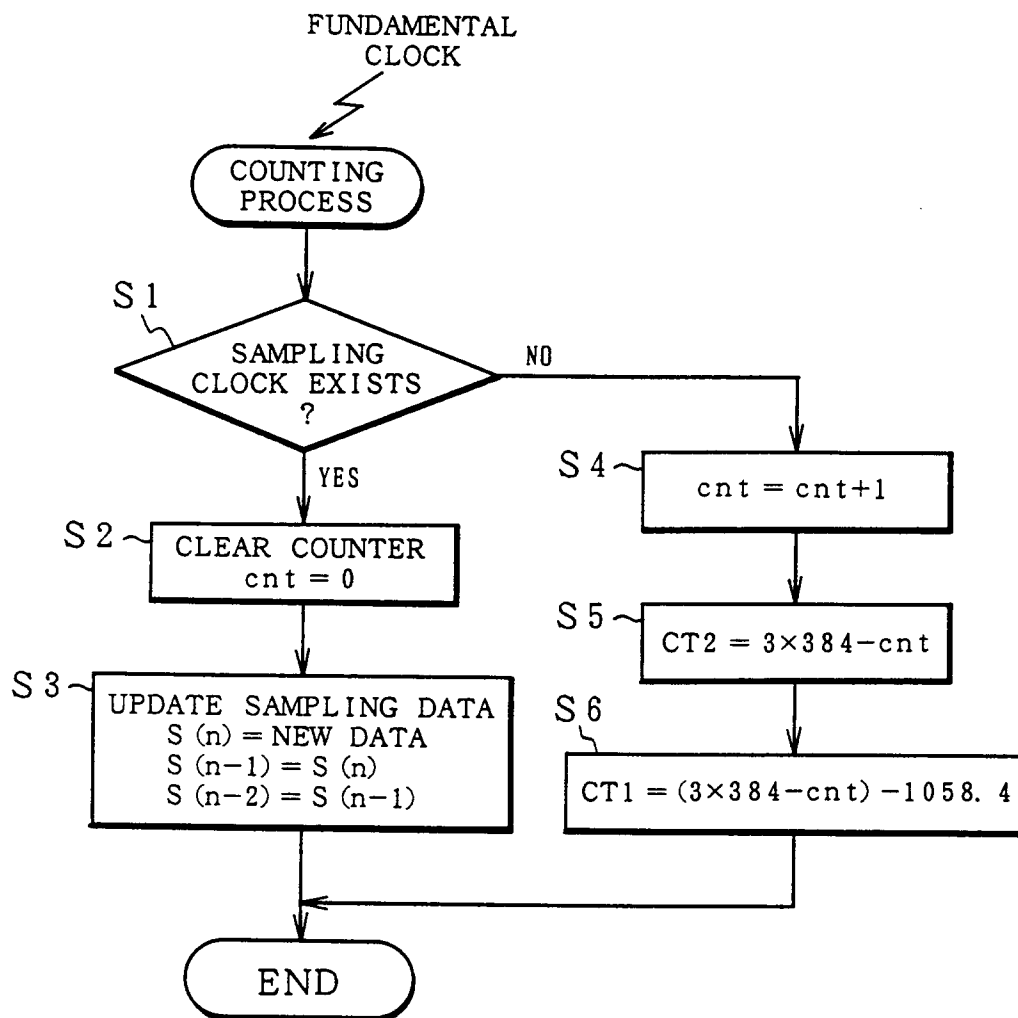 FUNDAMENTAL
CLOCK
COUNTING
PROCESS
S1
SAMPLING
CLOCK EXISTS
?
NO
YES
S2
CLEAR COUNTER
cnt = 0
S3
UPDATE SAMPLING DATA
S (n) = NEW DATA
S (n-1) = S (n)
S (n-2) = S (n-1)
S4
cnt = cnt+1
S5
CT2 = 3×384-cnt
S6
CT1 = (3×384-cnt) -1058.4
END